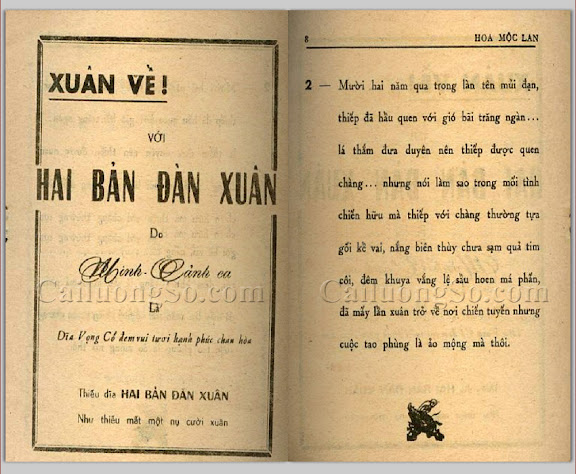 XUÂN VỀ!
VỚI
HAI BẢN ĐÀN XUÂN
Do
Minh-Cảnh ca
Là
Dĩa Vọng Cổ đem vui tươi hạnh phúc chan hòa
Thiếu dĩa HAI BẢN ĐÀN XUÂN
Như thiếu mất một nụ cười xuân
CailuongSo.com
8 HOA MỘC LAN
2 — Mười hai năm qua trong làn tên mũi đạn,
thiếp đã hầu quen với gió bãi trăng ngàn...
lá thắm đưa duyên nên thiếp được quen
chàng... nhưng nói làm sao trong mối tình
chiến hữu mà thiếp với chàng thường tựa
gối kề vai, nắng biên thùy chưa sạm quả tim
côi, đêm khuya vắng lệ sầu hoen má phấn,
đã mấy lần xuân trở về nơi chiến tuyến nhưng
cuộc tao phùng là ảo mộng mà thôi.
CailuongSo.com